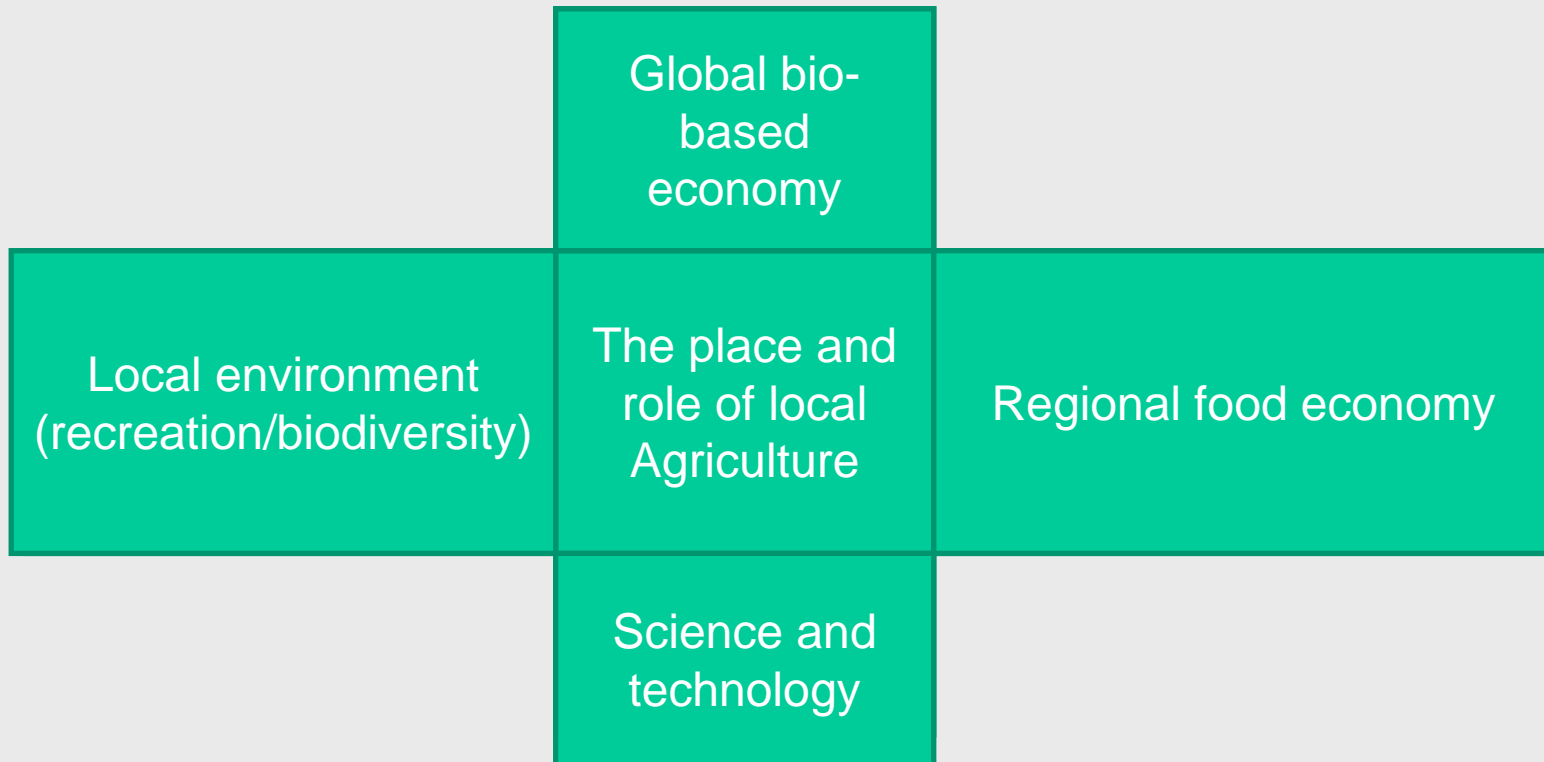 Global bio-
based
economy
Local environment
(recreation/biodiversity)
The place and
role of local
Agriculture
Regional food economy
Science and
technology